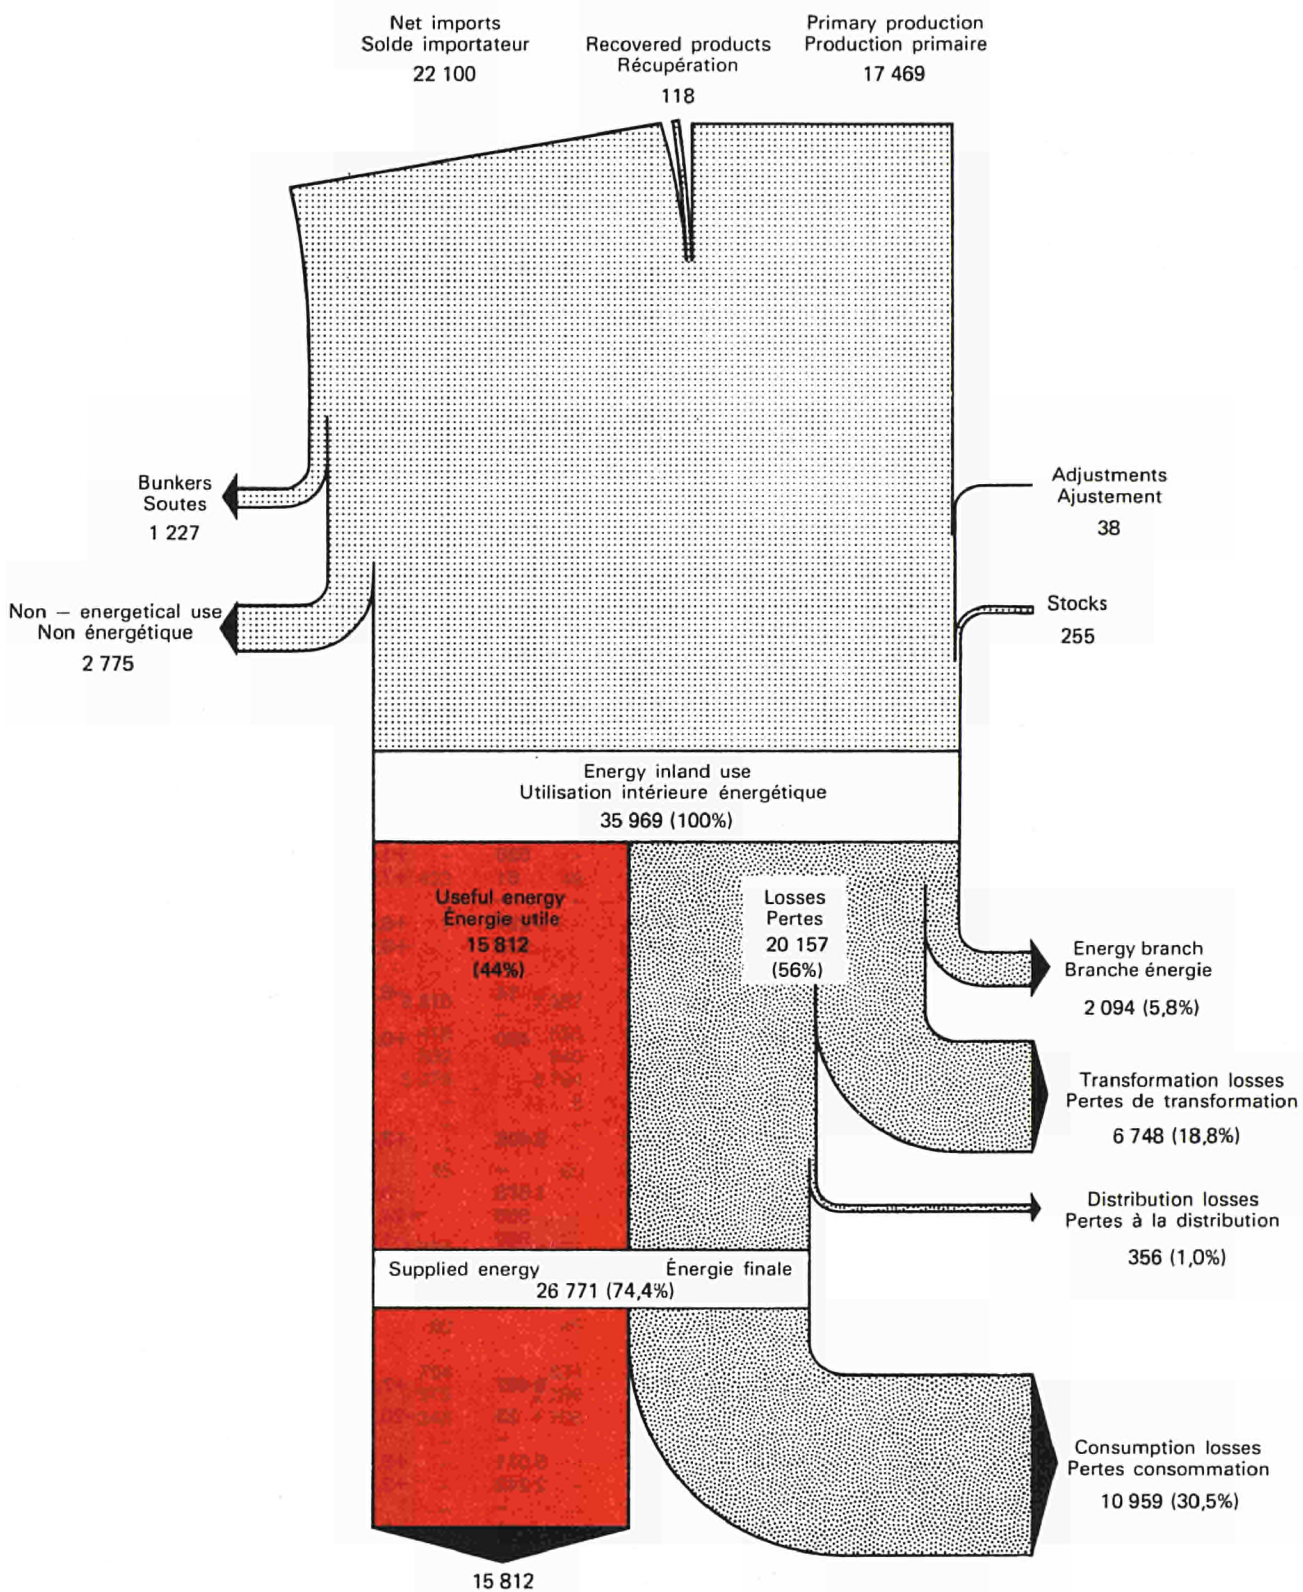 Net imports
Solde importateur
22 100
Recovered products
Récupération
118
Primary production
Production primaire
17 469
Bunkers
Soutes
1 227
Adjustments
Ajustement
38
Non — energetical use
Non énergétique
2 775
Stocks
255
Energy inland use
Utilisation intérieure énergétique
35 969 (100%)
Useful energy
Énergie utile
15 812
(44%)
Losses
Pertes
20 157
(56%)
Energy branch
Branche énergie
2 094 (5,8%)
Transformation losses
Pertes de transformation
6 748 (18,8%)
Distribution losses
Pertes à la distribution
356 (1,0%)
Supplied energy Énergie finale
26 771 (74,4%)
Consumption losses
Pertes consommation
10 959 (30,5%)
15 812